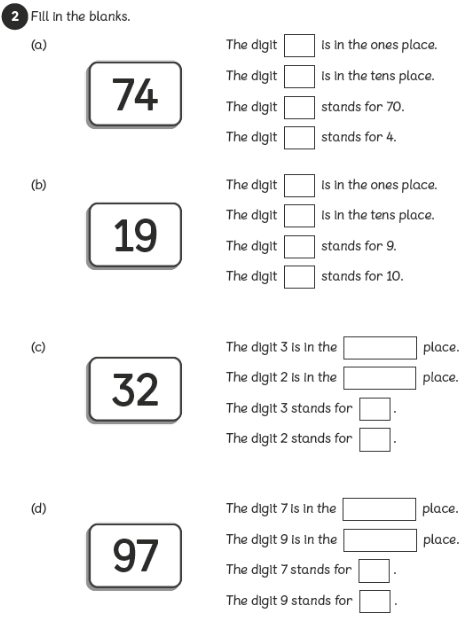 2 Fill in the blanks.
(a)
74
The digit is in the ones place.
The digit is in the tens place.
The digit stands for 70.
The digit stands for 4.
(b)
19
The digit is in the ones place.
The digit is in the tens place.
The digit stands for 9.
The digit stands for 10.
(c)
32
The digit 3 is in the place.
The digit 2 is in the place.
The digit 3 stands for .
The digit 2 stands for .
(d)
97
The digit 7 is in the place.
The digit 9 is in the place.
The digit 7 stands for .
The digit 9 stands for .